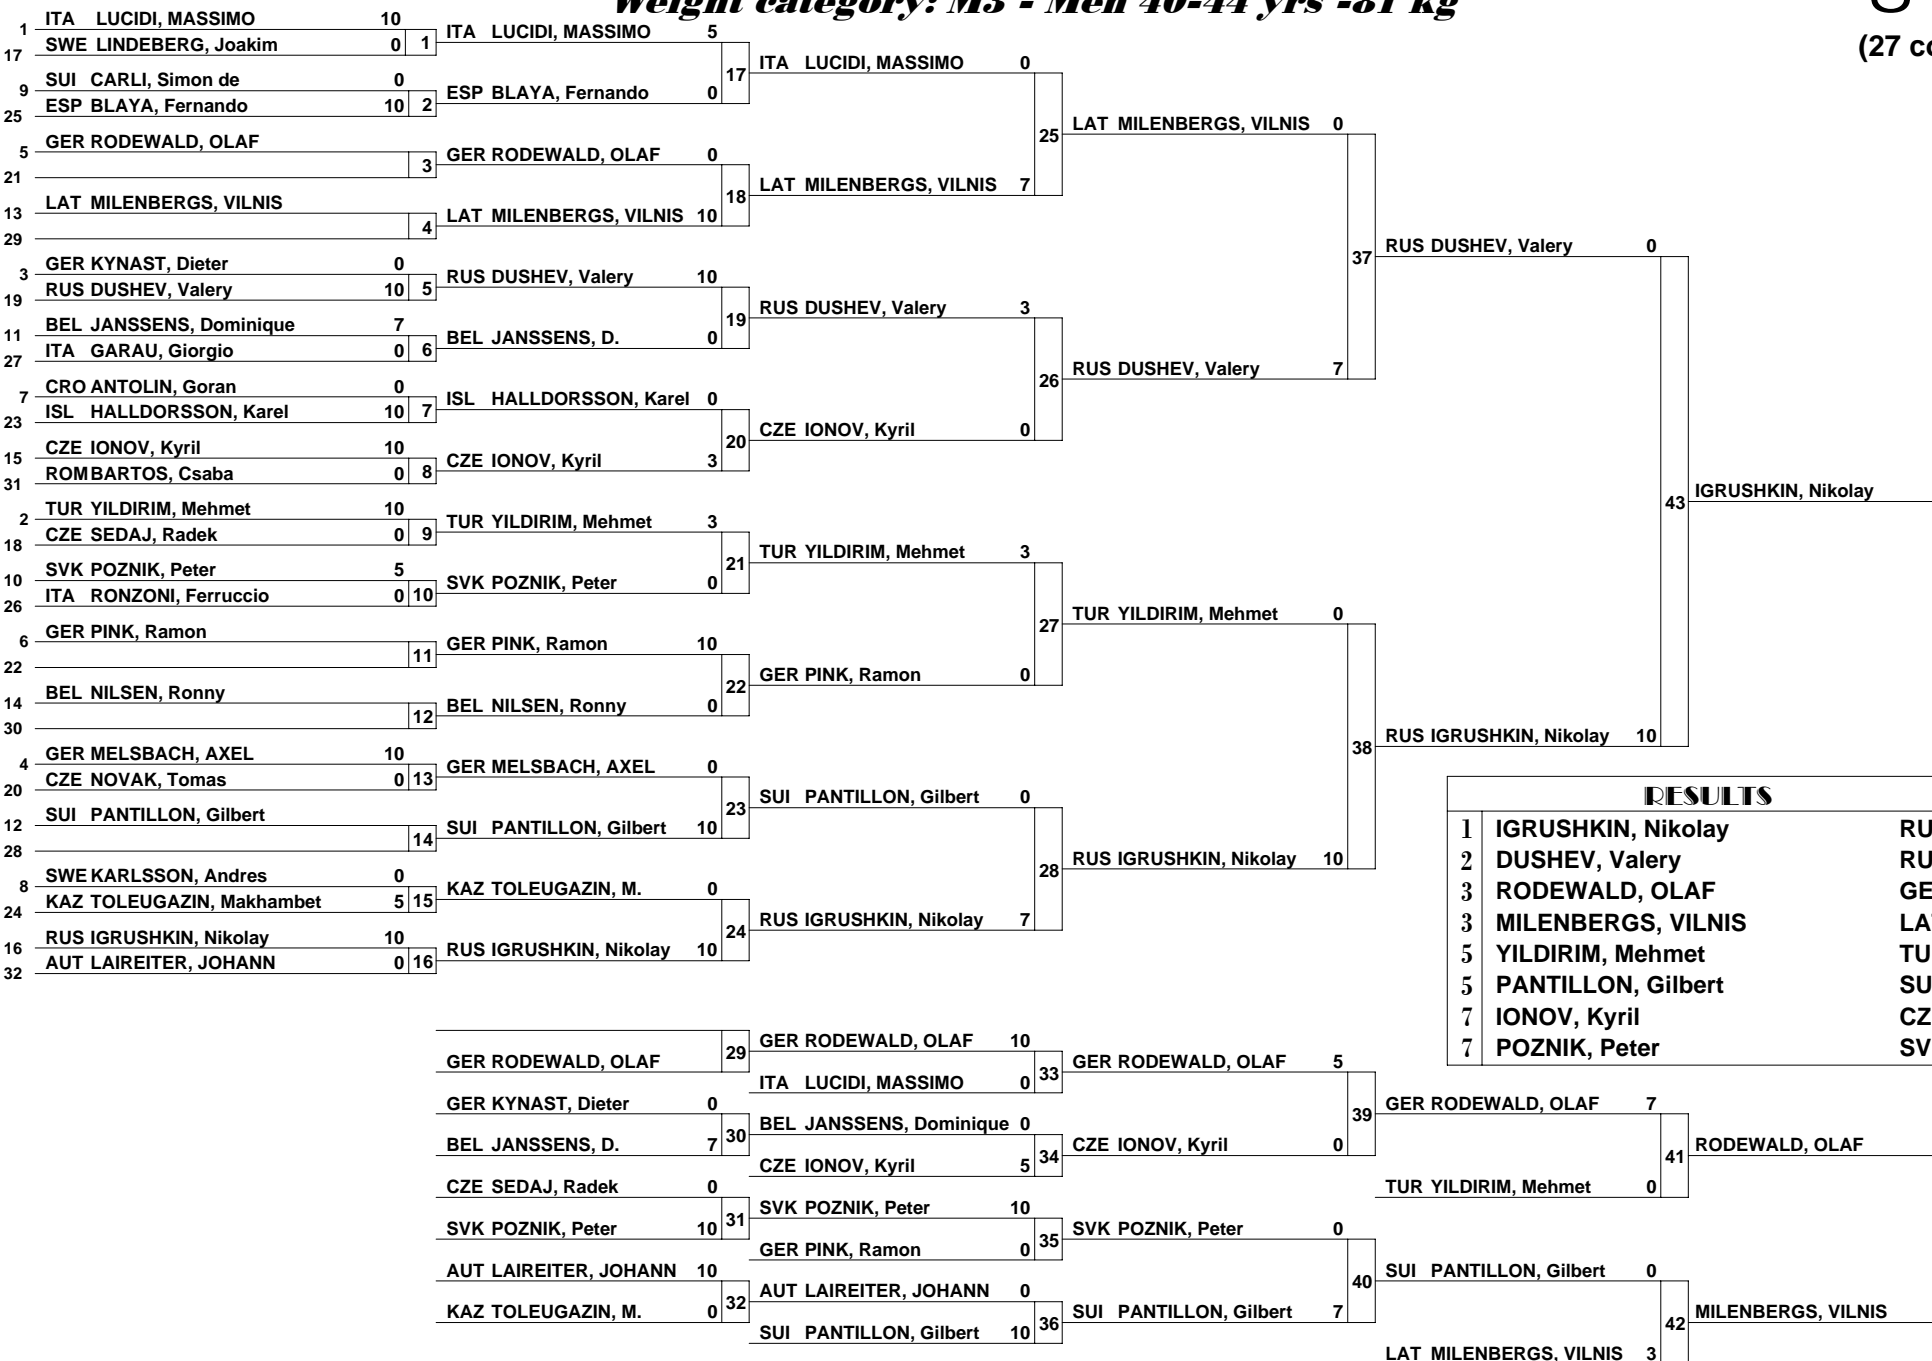 Weight category: M3 - Men 40-44 yrs -81 kg
(27 co
1 ITA LUCIDI, MASSIMO 10
17 SWE LINDEBERG, Joakim 0 1
9 SUI CARLI, Simon de 0
25 ESP BLAYA, Fernando 10 2
5 GER RODEWALD, OLAF
21 3
13 LAT MILENBERGS, VILNIS
29 4
3 GER KYNAST, Dieter 0
19 RUS DUSHEV, Valery 10 5
11 BEL JANSSENS, Dominique 7
27 ITA GARAU, Giorgio 0 6
7 CRO ANTOLIN, Goran 0
23 ISL HALLDORSSON, Karel 10 7
15 CZE IONOV, Kyril 10
31 ROM BARTOS, Csaba 0 8
2 TUR YILDIRIM, Mehmet 10
18 CZE SEDAJ, Radek 0 9
10 SVK POZNIK, Peter 5
26 ITA RONZONI, Ferruccio 0 10
6 GER PINK, Ramon
22 11
14 BEL NILSEN, Ronny
30 12
4 GER MELSBACH, AXEL 10
20 CZE NOVAK, Tomas 0 13
12 SUI PANTILLON, Gilbert
28 14
8 SWE KARLSSON, Andres 0
24 KAZ TOLEUGAZIN, Makhambet 5 15
16 RUS IGRUSHKIN, Nikolay 10
32 AUT LAIREITER, JOHANN 0 16
ITA LUCIDI, MASSIMO 5
17
ESP BLAYA, Fernando 0
GER RODEWALD, OLAF 0
18
LAT MILENBERGS, VILNIS 10
RUS DUSHEV, Valery 10
19
BEL JANSSENS, D. 0
ISL HALLDORSSON, Karel 0
20
CZE IONOV, Kyril 3
TUR YILDIRIM, Mehmet 3
21
SVK POZNIK, Peter 0
GER PINK, Ramon 10
22
BEL NILSEN, Ronny 0
GER MELSBACH, AXEL 0
23
SUI PANTILLON, Gilbert 10
KAZ TOLEUGAZIN, M. 0
24
RUS IGRUSHKIN, Nikolay 10
ITA LUCIDI, MASSIMO 0
25
LAT MILENBERGS, VILNIS 7
RUS DUSHEV, Valery 3
26
CZE IONOV, Kyril 0
TUR YILDIRIM, Mehmet 3
27
GER PINK, Ramon 0
SUI PANTILLON, Gilbert 0
28
RUS IGRUSHKIN, Nikolay 7
LAT MILENBERGS, VILNIS 0
37
RUS DUSHEV, Valery 7
TUR YILDIRIM, Mehmet 0
38
RUS IGRUSHKIN, Nikolay 10
RUS DUSHEV, Valery 0
43
RUS IGRUSHKIN, Nikolay 10
IGRUSHKIN, Nikolay
RESULTS
1 IGRUSHKIN, Nikolay RU
2 DUSHEV, Valery RU
3 RODEWALD, OLAF GE
3 MILENBERGS, VILNIS LA
5 YILDIRIM, Mehmet TU
5 PANTILLON, Gilbert SU
7 IONOV, Kyril CZ
7 POZNIK, Peter SV
29
GER RODEWALD, OLAF
GER KYNAST, Dieter 0
30
BEL JANSSENS, D. 7
CZE SEDAJ, Radek 0
31
SVK POZNIK, Peter 10
AUT LAIREITER, JOHANN 10
32
KAZ TOLEUGAZIN, M. 0
GER RODEWALD, OLAF 10
ITA LUCIDI, MASSIMO 0 33
BEL JANSSENS, Dominique 0
CZE IONOV, Kyril 5 34
SVK POZNIK, Peter 10
GER PINK, Ramon 0 35
AUT LAIREITER, JOHANN 0
SUI PANTILLON, Gilbert 10 36
GER RODEWALD, OLAF 5
39
CZE IONOV, Kyril 0
SVK POZNIK, Peter 0
40
SUI PANTILLON, Gilbert 7
GER RODEWALD, OLAF 7
41
TUR YILDIRIM, Mehmet 0
SUI PANTILLON, Gilbert 0
42
LAT MILENBERGS, VILNIS 3
RODEWALD, OLAF
MILENBERGS, VILNIS